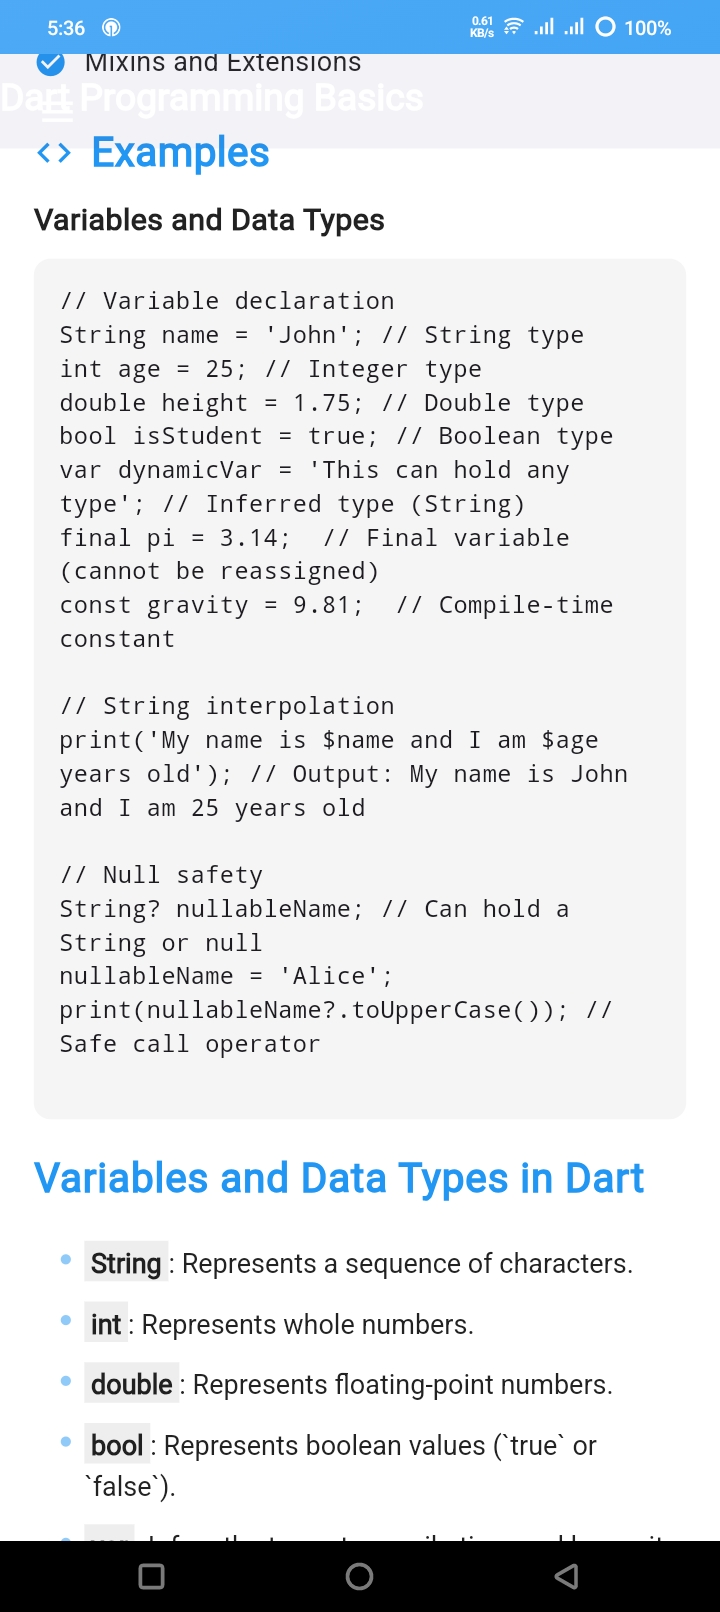 5:36
0.61
KB/s
100%
Mixins and Extensions
Dart Programming Basics
Examples
Variables and Data Types
// Variable declaration
String name = 'John'; // String type
int age = 25; // Integer type
double height = 1.75; // Double type
bool isStudent = true; // Boolean type
var dynamicVar = 'This can hold any
type'; // Inferred type (String)
final pi = 3.14;  // Final variable
(cannot be reassigned)
const gravity = 9.81;  // Compile-time
constant
// String interpolation
print('My name is $name and I am $age
years old'); // Output: My name is John
and I am 25 years old
// Null safety
String? nullableName; // Can hold a
String or null
nullableName = 'Alice';
print(nullableName?.toUpperCase()); //
Safe call operator
Variables and Data Types in Dart
String : Represents a sequence of characters.
int : Represents whole numbers.
double : Represents floating-point numbers.
bool : Represents boolean values (`true` or
`false`).